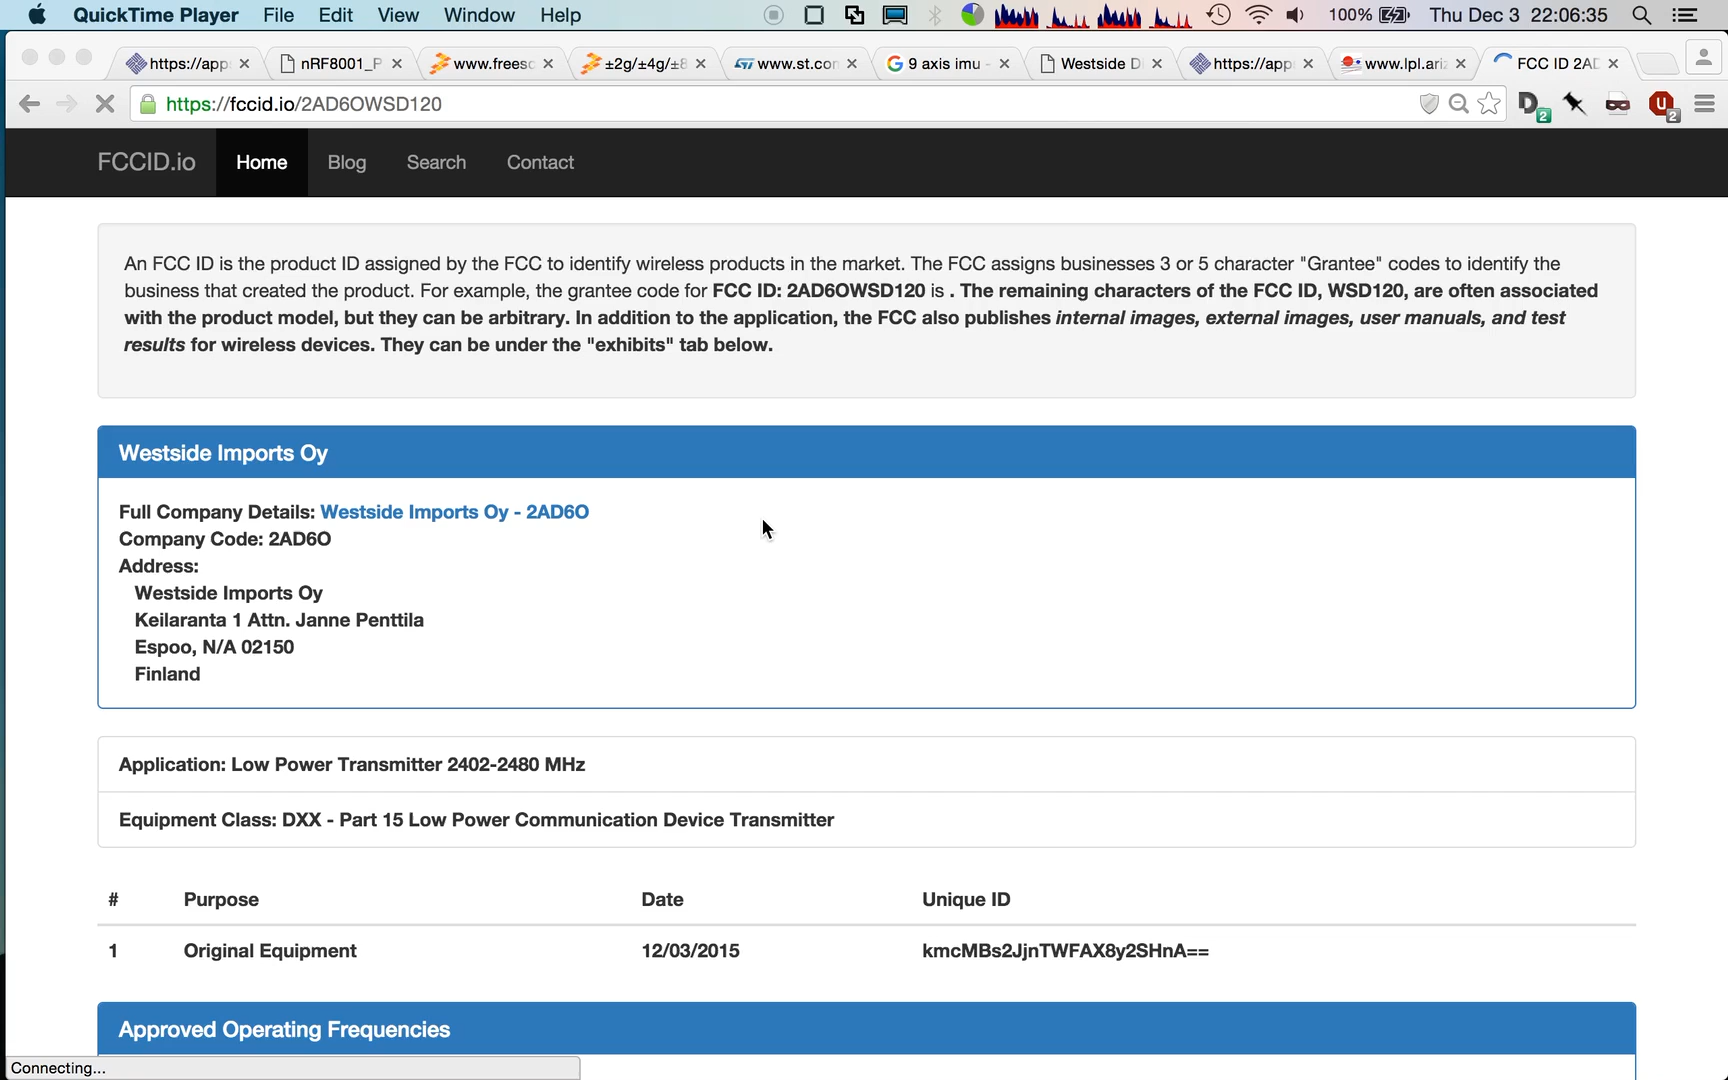 QuickTime Player File Edit View Window Help 100% Thu Dec 3 22:06:35
https://app nRF8001_P www.freesc ±2g/±4g/±8 www.st.con 9 axis imu - Westside Di https://app www.lpl.ari FCC ID 2AD
https://fccid.io/2AD6OWSD120 2 2
FCCID.io Home Blog Search Contact
An FCC ID is the product ID assigned by the FCC to identify wireless products in the market. The FCC assigns businesses 3 or 5 character "Grantee" codes to identify the
business that created the product. For example, the grantee code for FCC ID: 2AD6OWSD120 is . The remaining characters of the FCC ID, WSD120, are often associated
with the product model, but they can be arbitrary. In addition to the application, the FCC also publishes internal images, external images, user manuals, and test
results for wireless devices. They can be under the "exhibits" tab below.
Westside Imports Oy
Full Company Details: Westside Imports Oy - 2AD6O
Company Code: 2AD6O
Address:
Westside Imports Oy
Keilaranta 1 Attn. Janne Penttila
Espoo, N/A 02150
Finland
Application: Low Power Transmitter 2402-2480 MHz
Equipment Class: DXX - Part 15 Low Power Communication Device Transmitter
# Purpose Date Unique ID
1 Original Equipment 12/03/2015 kmcMBs2JjnTWFAX8y2SHnA==
Approved Operating Frequencies
Connecting...